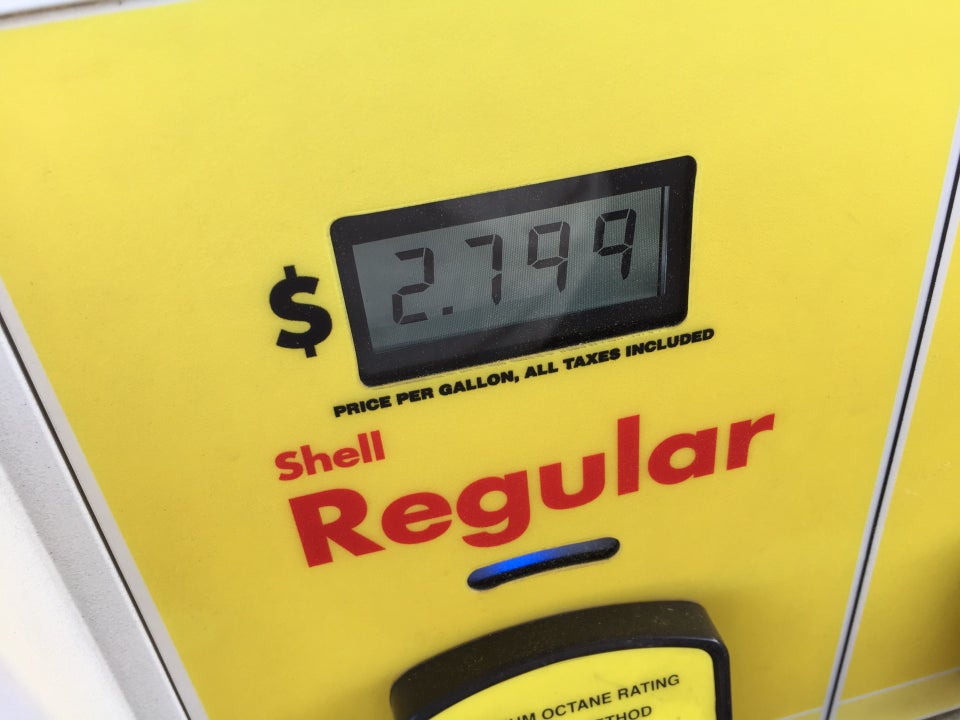 $ 2.799
PRICE PER GALLON, ALL TAXES INCLUDED
Shell
Regular
OCTANE RATING